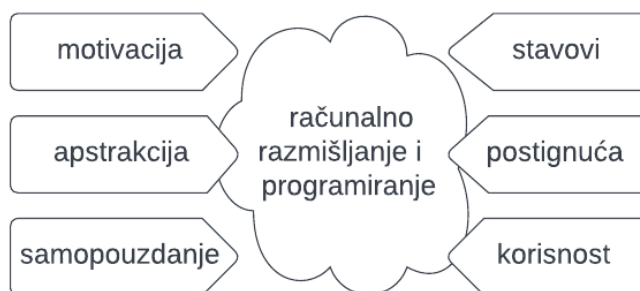 motivacija
apstrakcija
samopouzdanje
računalno
razmišljanje i
programiranje
stavovi
postignuća
korisnost